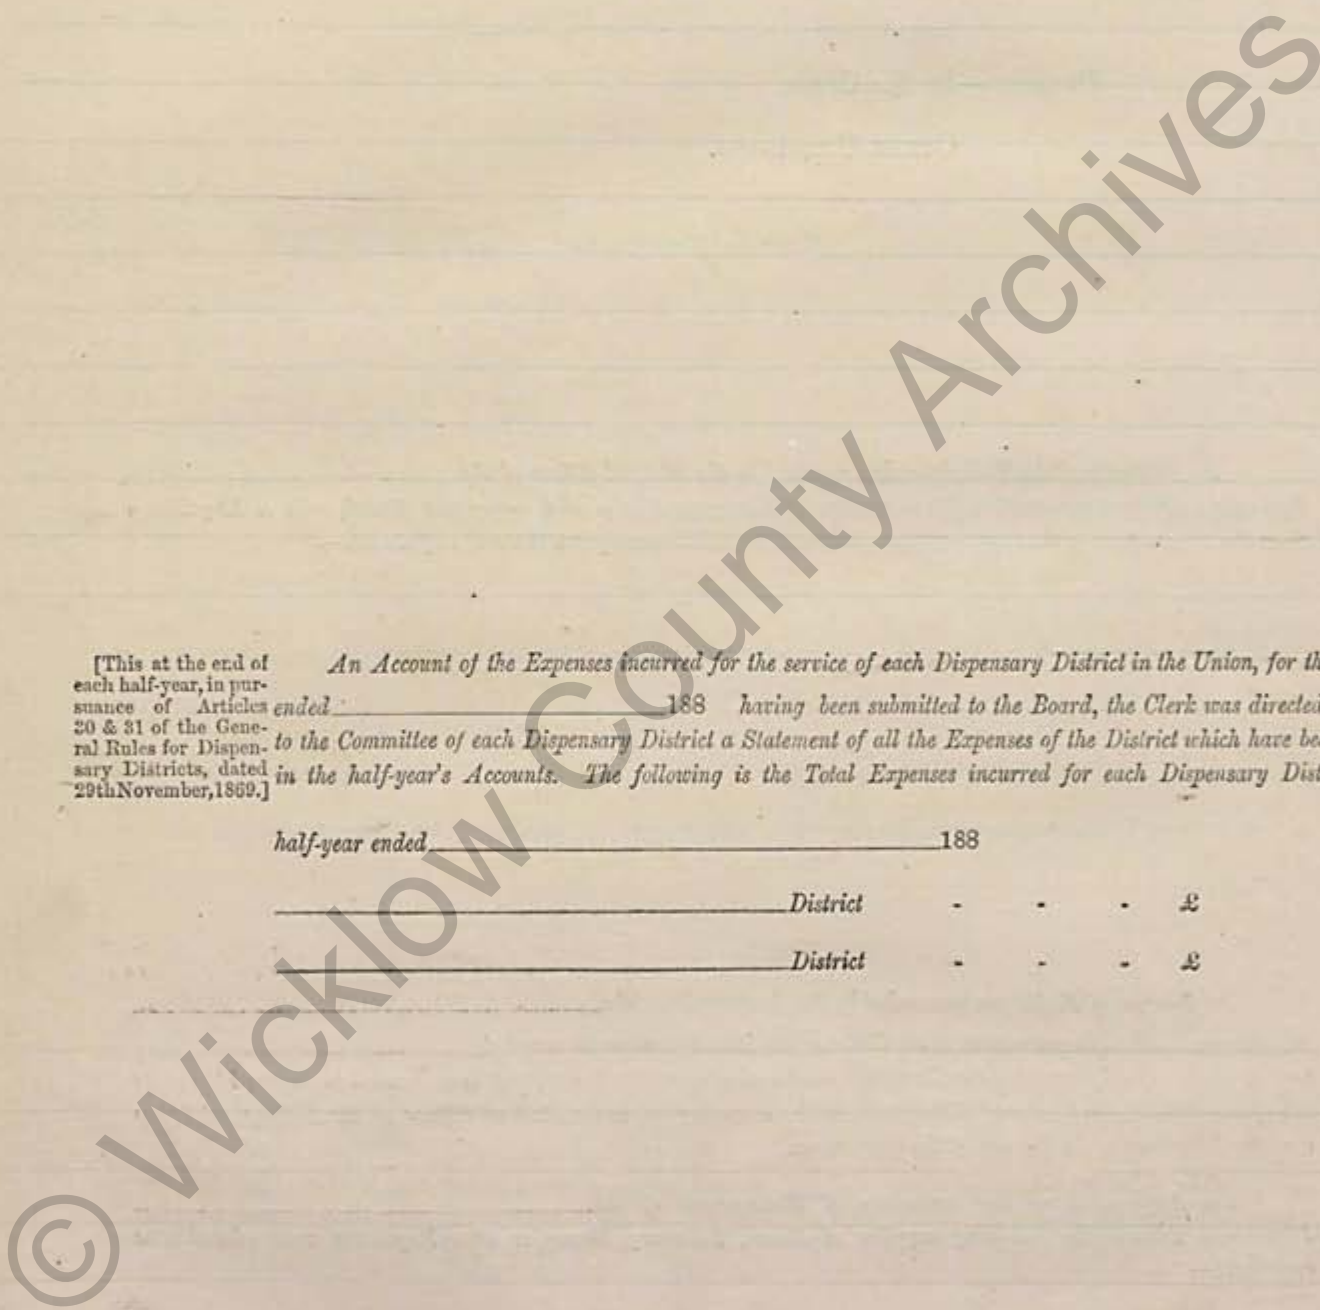 [This at the end of
each half-year, in pur-
suance of Articles
30 & 31 of the Gene-
ral Rules for Dispen-
sary Districts, dated
29th November, 1869.]
An Account of the Expenses incurred for the service of each Dispensary District in the Union, for th
ended 188 having been submitted to the Board, the Clerk was directed
to the Committee of each Dispensary District a Statement of all the Expenses of the District which have be
in the half-year's Accounts. The following is the Total Expenses incurred for each Dispensary Dist
half-year ended 188
District - - - £
District - - - £
© Wicklow County Archives